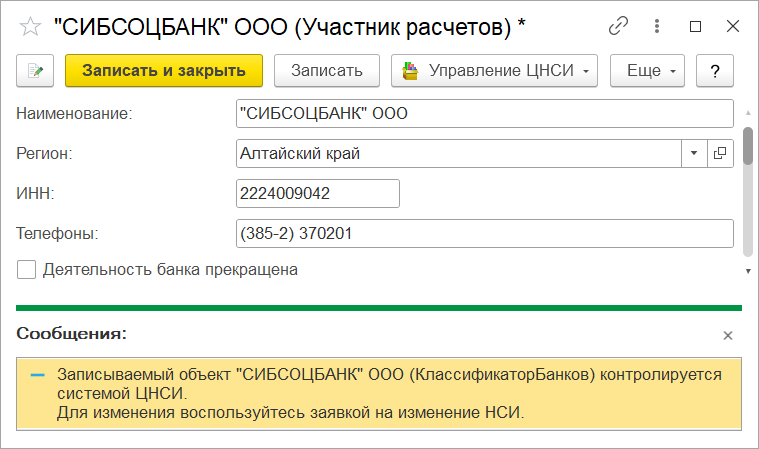 "СИБСОЦБАНК" ООО (Участник расчетов) *
Записать и закрыть Записать Управление ЦНСИ Еще ?
Наименование: "СИБСОЦБАНК" ООО
Регион: Алтайский край
ИНН: 2224009042
Телефоны: (385-2) 370201
Деятельность банка прекращена
Сообщения:
Записываемый объект "СИБСОЦБАНК" ООО (КлассификаторБанков) контролируется
системой ЦНСИ.
Для изменения воспользуйтесь заявкой на изменение НСИ.